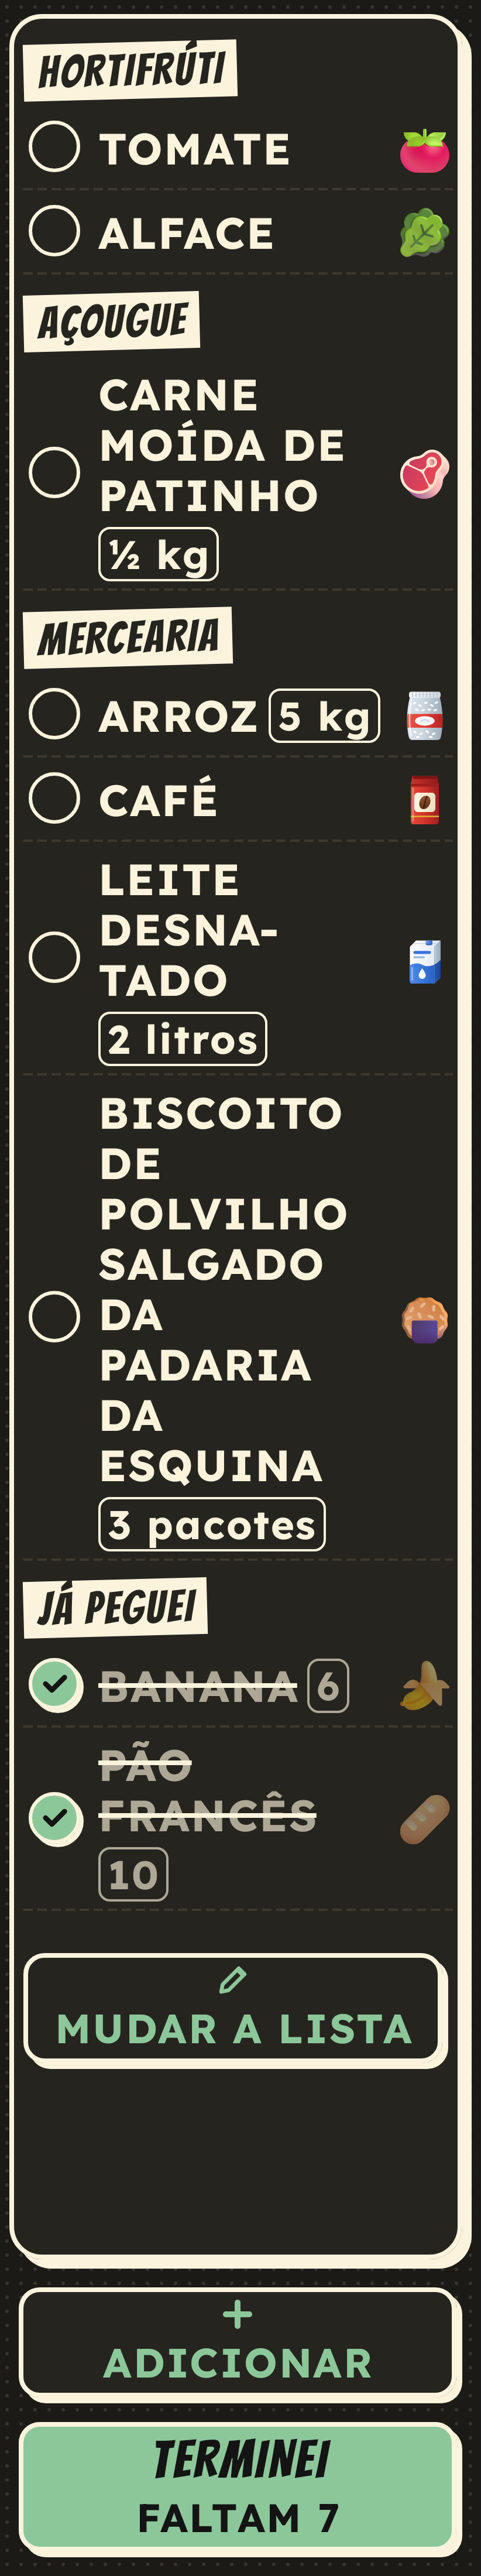 HORTIFRÚTI
TOMATE
ALFACE
AÇOUGUE
CARNE
MOÍDA DE
PATINHO
½ kg
MERCEARIA
ARROZ 5 kg
CAFÉ
LEITE
DESNA-
TADO
2 litros
BISCOITO
DE
POLVILHO
SALGADO
DA
PADARIA
DA
ESQUINA
3 pacotes
JÁ PEGUEI
BANANA 6
PÃO
FRANCÊS
10
MUDAR A LISTA
ADICIONAR
TERMINEI
FALTAM 7